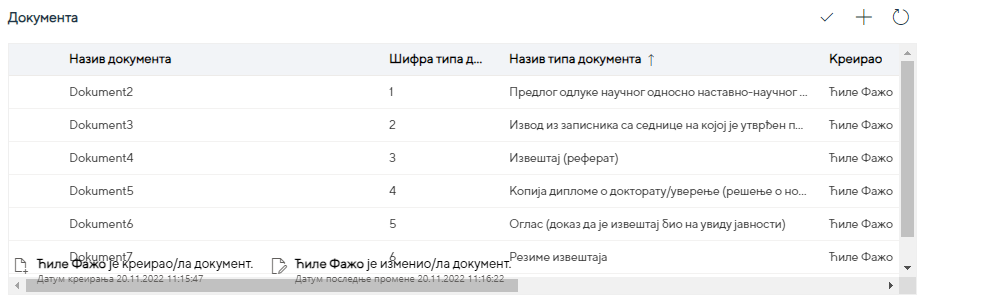 Документа
Назив документа Шифра типа д... Назив типа документа ↑ Креирао
Dokument2 1 Предлог одлуке научног односно наставно-научног ... Ћиле Фажо
Dokument3 2 Извод из записника са седнице на којој је утврђен п... Ћиле Фажо
Dokument4 3 Извештај (реферат) Ћиле Фажо
Dokument5 4 Копија дипломе о докторату/уверење (решење о но... Ћиле Фажо
Dokument6 5 Оглас (доказ да је извештај био на увиду јавности) Ћиле Фажо
Dokument7 6 Резиме извештаја Ћиле Фажо
Ћиле Фажо је креирао/ла документ. Ћиле Фажо је изменио/ла документ.
Датум креирања 20.11.2022 11:15:47 Датум последње промене 20.11.2022 11:16:22